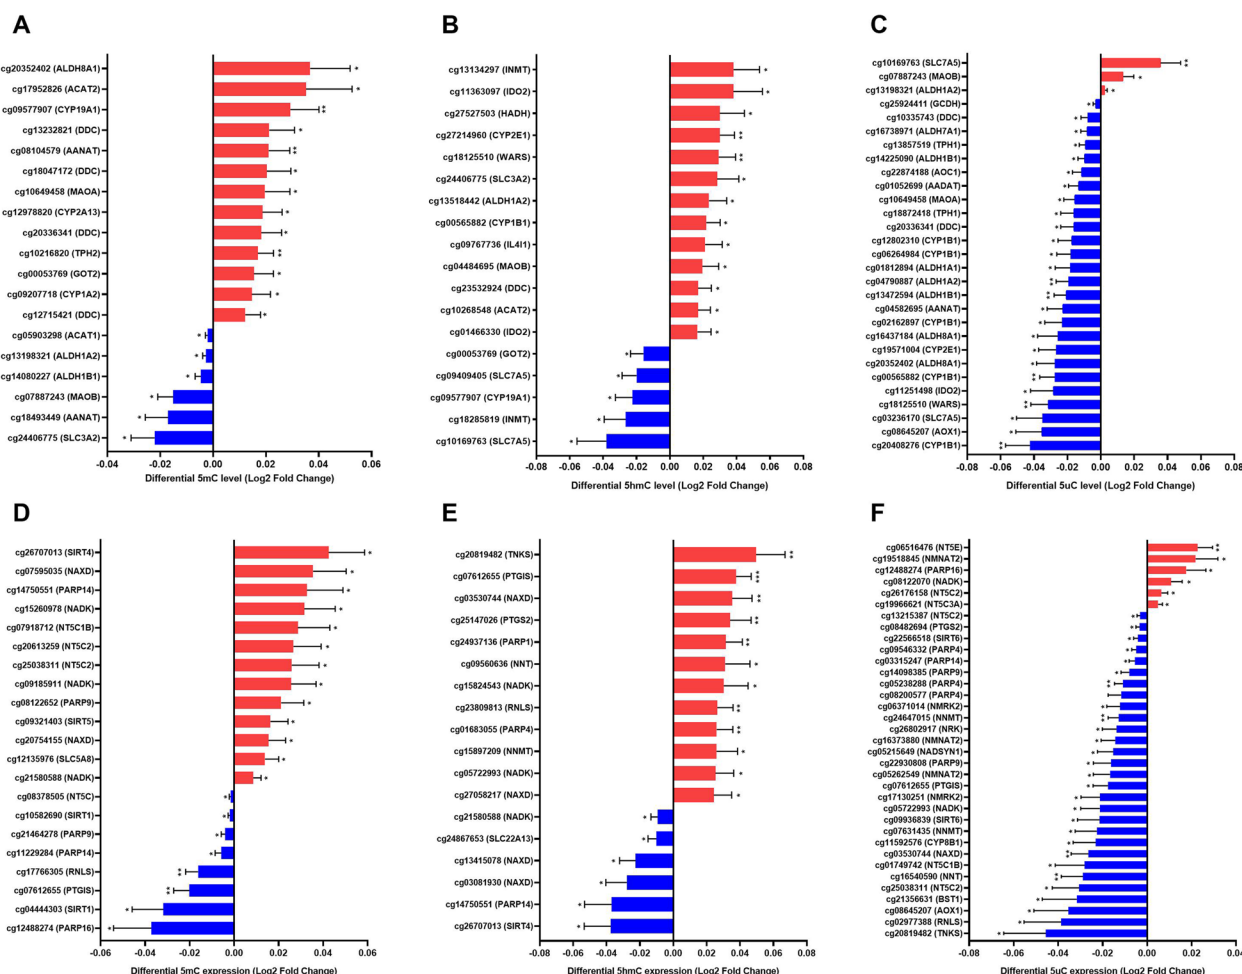 A
cg20352402 (ALDH8A1)
cg17952826 (ACAT2)
cg09577907 (CYP19A1)
cg13232821 (DDC)
cg08104579 (AANAT)
cg18047172 (DDC)
cg10649458 (MAOA)
cg12978820 (CYP2A13)
cg20336341 (DDC)
cg10216820 (TPH2)
cg00053769 (GOT2)
cg09207718 (CYP1A2)
cg12715421 (DDC)
cg05903298 (ACAT1)
cg13198321 (ALDH1A2)
cg14080227 (ALDH1B1)
cg07887243 (MAOB)
cg18493449 (AANAT)
cg24406775 (SLC3A2)
-0.04 -0.02 0.00 0.02 0.04 0.06
Differential 5mC level (Log2 Fold Change)
B
cg13134297 (INMT)
cg11363097 (IDO2)
cg27527503 (HADH)
cg27214960 (CYP2E1)
cg18125510 (WARS)
cg24406775 (SLC3A2)
cg13518442 (ALDH1A2)
cg00565882 (CYP1B1)
cg09767736 (IL4I1)
cg04484695 (MAOB)
cg23532924 (DDC)
cg10268548 (ACAT2)
cg01466330 (IDO2)
cg00053769 (GOT2)
cg09409405 (SLC7A5)
cg09577907 (CYP19A1)
cg18285819 (INMT)
cg10169763 (SLC7A5)
-0.08 -0.06 -0.04 -0.02 0.00 0.02 0.04 0.06 0.08
Differential 5hmC level (Log2 Fold Change)
C
cg10169763 (SLC7A5)
cg07887243 (MAOB)
cg13198321 (ALDH1A2)
cg25924411 (GCDH)
cg10335743 (DDC)
cg16738971 (ALDH7A1)
cg13857519 (TPH1)
cg14225090 (ALDH1B1)
cg22874188 (AOC1)
cg01052699 (AADAT)
cg10649458 (MAOA)
cg18872418 (TPH1)
cg20336341 (DDC)
cg12802310 (CYP1B1)
cg06264984 (CYP1B1)
cg01812894 (ALDH1A1)
cg04790887 (ALDH1A2)
cg13472594 (ALDH1B1)
cg04582695 (AANAT)
cg02162897 (CYP1B1)
cg16437184 (ALDH8A1)
cg19571004 (CYP2E1)
cg20352402 (ALDH8A1)
cg00565882 (CYP1B1)
cg11251498 (IDO2)
cg18125510 (WARS)
cg03236170 (SLC7A5)
cg08645207 (AOX1)
cg20408276 (CYP1B1)
-0.08 -0.06 -0.04 -0.02 0.00 0.02 0.04 0.06 0.08
Differential 5uC level (Log2 Fold Change)
D
cg26707013 (SIRT4)
cg07595035 (NAXD)
cg14750551 (PARP14)
cg15260978 (NADK)
cg07918712 (NT5C1B)
cg20613259 (NT5C2)
cg25038311 (NT5C2)
cg09185911 (NADK)
cg08122652 (PARP9)
cg09321403 (SIRT5)
cg20754155 (NAXD)
cg12135976 (SLC5A8)
cg21580588 (NADK)
cg08378505 (NT5C)
cg10582690 (SIRT1)
cg21464278 (PARP9)
cg11229284 (PARP14)
cg17766305 (RNLS)
cg07612655 (PTGIS)
cg04444303 (SIRT1)
cg12488274 (PARP16)
-0.06 -0.04 -0.02 0.00 0.02 0.04 0.06
Differential 5mC expression (Log2 Fold Change)
E
cg20819482 (TNKS)
cg07612655 (PTGIS)
cg03530744 (NAXD)
cg25147026 (PTGS2)
cg24937136 (PARP1)
cg09560636 (NNT)
cg15824543 (NADK)
cg23809813 (RNLS)
cg01683055 (PARP4)
cg15897209 (NNMT)
cg05722993 (NADK)
cg27058217 (NAXD)
cg21580588 (NADK)
cg24867653 (SLC22A13)
cg13415078 (NAXD)
cg03081930 (NAXD)
cg14750551 (PARP14)
cg26707013 (SIRT4)
-0.08 -0.06 -0.04 -0.02 0.00 0.02 0.04 0.06 0.08
Differential 5hmC expression (Log2 Fold Change)
F
cg06516476 (NT5E)
cg19518845 (NMNAT2)
cg12488274 (PARP16)
cg08122070 (NADK)
cg26176158 (NT5C2)
cg19966621 (NT5C3A)
cg13215387 (NT5C2)
cg08482694 (PTGS2)
cg22566518 (SIRT6)
cg09546332 (PARP4)
cg03315247 (PARP14)
cg14098385 (PARP9)
cg05238288 (PARP4)
cg08200577 (PARP4)
cg06371014 (NMRK2)
cg24647015 (NNMT)
cg26802917 (NRK)
cg16373880 (NMNAT2)
cg05215649 (NADSYN1)
cg22930808 (PARP9)
cg05262549 (NMNAT2)
cg07612655 (PTGIS)
cg17130251 (NMRK2)
cg05722993 (NADK)
cg09936839 (SIRT6)
cg07631435 (NNMT)
cg11592576 (CYP8B1)
cg03530744 (NAXD)
cg01749742 (NT5C1B)
cg16540590 (NNT)
cg25038311 (NT5C2)
cg21356631 (BST1)
cg08645207 (AOX1)
cg02977388 (RNLS)
cg20819482 (TNKS)
-0.08 -0.06 -0.04 -0.02 0.00 0.02 0.04
Differential 5uC expression (Log2 Fold Change)